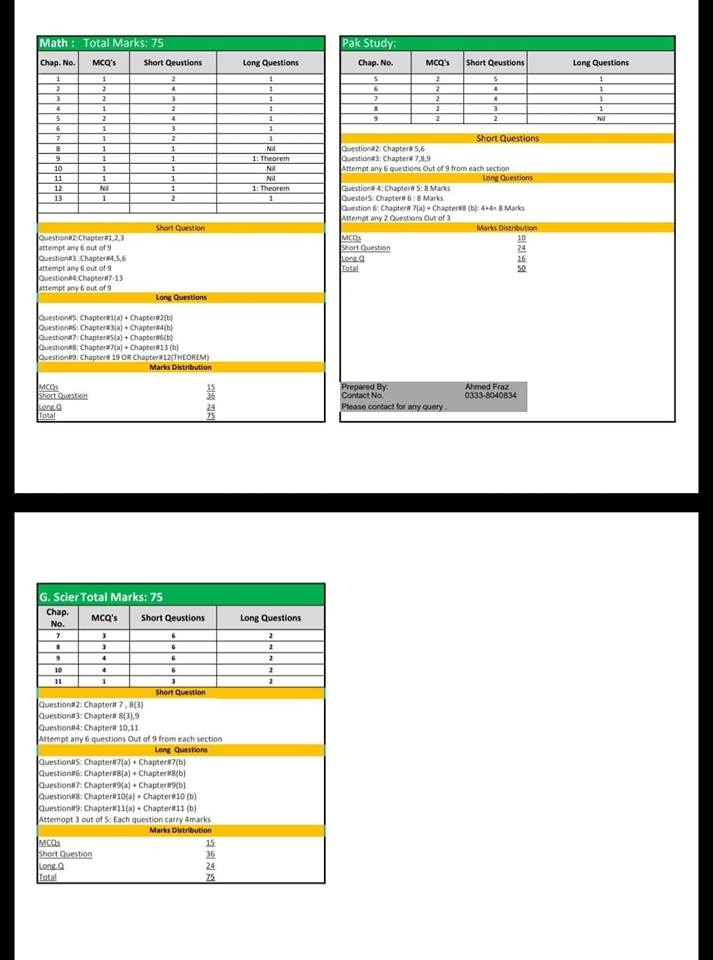 Math : Total Marks: 75
Chap. No. MCQ's Short Qeustions Long Questions
1 1 2 1
2 2 4 1
3 2 3 1
4 1 2 1
5 2 4 1
6 1 3 1
7 1 2 1
8 1 1 Nil
9 1 1 1: Theorem
10 1 1 Nil
11 1 1 Nil
12 Nil 1 1: Theorem
13 1 2 1
Short Question
Question#2:Chapter#1,2,3
attempt any 6 out of 9
Question#3 :Chapter#4,5,6
attempt any 6 out of 9
Question#4:Chapter#7-13
attempt any 6 out of 9
Long Questions
Question#5: Chapter#1(a) + Chapter#2(b)
Question#6: Chapter#3(a) + Chapter#4(b)
Question#7: Chapter#5(a) + Chapter#6(b)
Question#8: Chapter#7(a) + Chapter#13 (b)
Question#9: Chapter# 19 OR Chapter#12(THEOREM)
Marks Distribution
MCQs 15
Short Question 36
Long.Q 24
Total 75
Pak Study:
Chap. No. MCQ's Short Qeustions Long Questions
5 2 5 1
6 2 4 1
7 2 4 1
8 2 3 1
9 2 2 Nil
Short Questions
Question#2: Chapter# 5,6
Question#3: Chapter# 7,8,9
Attempt any 6 questions Out of 9 from each section
Long Questions
Question# 4: Chapter# 5: 8 Marks
Questor5: Chapter# 6 : 8 Marks
Question 6: Chapter# 7(a) + Chapter#8 (b): 4+4= 8 Marks
Attempt any 2 Questions Out of 3
Marks Distribution
MCQs 10
Short Question 24
Long.Q 16
Total 50
Prepared By: Ahmed Fraz
Contact No. 0333-8040834
Please contact for any query .
G. Scier Total Marks: 75
Chap. No. MCQ's Short Qeustions Long Questions
7 3 6 2
8 3 6 2
9 4 6 2
10 4 6 2
11 1 3 2
Short Question
Question#2: Chapter# 7 , 8(3)
Question#3: Chapter# 8(3),9
Question#4: Chapter# 10,11
Attempt any 6 questions Out of 9 from each section
Long Questions
Question#5: Chapter#7(a) + Chapter#7(b)
Question#6: Chapter#8(a) + Chapter#8(b)
Question#7: Chapter#9(a) + Chapter#9(b)
Question#8: Chapter#10(a) + Chapter#10 (b)
Question#9: Chapter#11(a) + Chapter#11 (b)
Attemopt 3 out of 5: Each question carry 4marks
Marks Distribution
MCQs 15
Short Question 36
Long.Q 24
Total 75